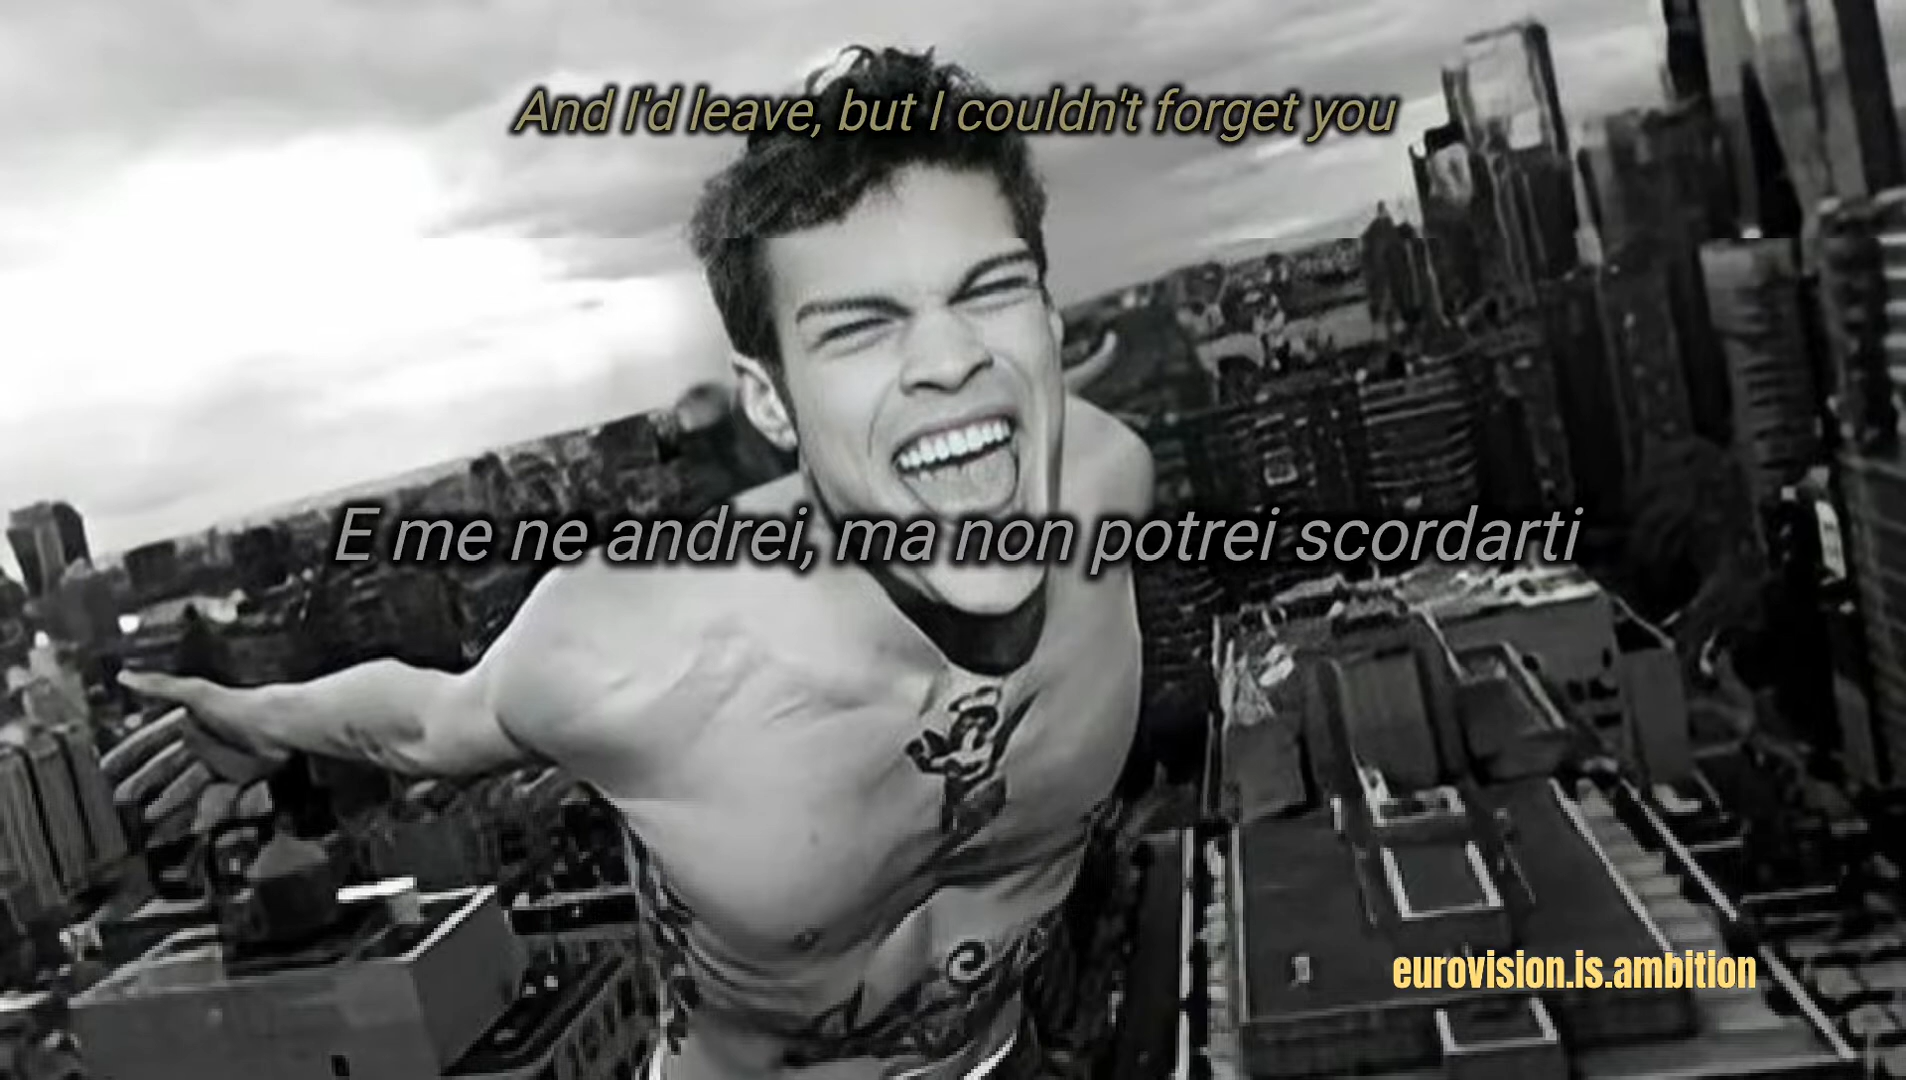 And I'd leave, but I couldn't forget you
E me ne andrei, ma non potrei scordarti
eurovision.is.ambition